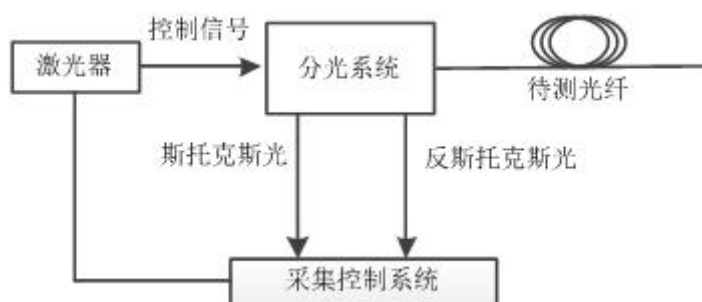 控制信号
激光器
分光系统
待测光纤
斯托克斯光
反斯托克斯光
采集控制系统